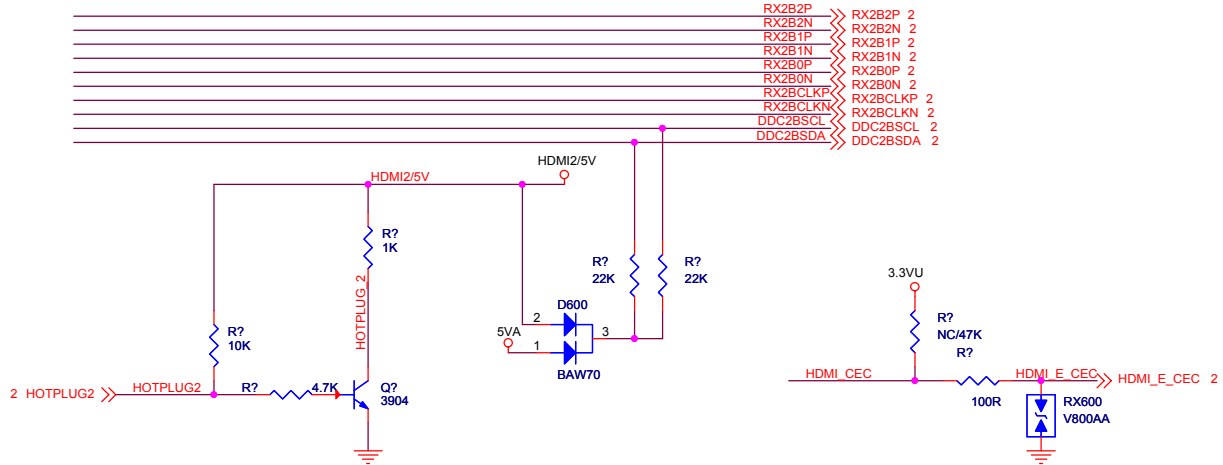 RX2B2P RX2B2P 2
RX2B2N RX2B2N 2
RX2B1P RX2B1P 2
RX2B1N RX2B1N 2
RX2B0P RX2B0P 2
RX2B0N RX2B0N 2
RX2BCLKP RX2BCLKP 2
RX2BCLKN RX2BCLKN 2
DDC2BSCL DDC2BSCL 2
DDC2BSDA DDC2BSDA 2
HDMI2/5V
HDMI2/5V
R?
1K
HOTPLUG_2
R?
10K
2 HOTPLUG2
HOTPLUG2
R?
4.7K
Q?
3904
R?
22K
R?
22K
D600
2
5VA
1
3
BAW70
3.3VU
R?
NC/47K
R?
HDMI_CEC
100R
HDMI_E_CEC
HDMI_E_CEC 2
RX600
V800AA